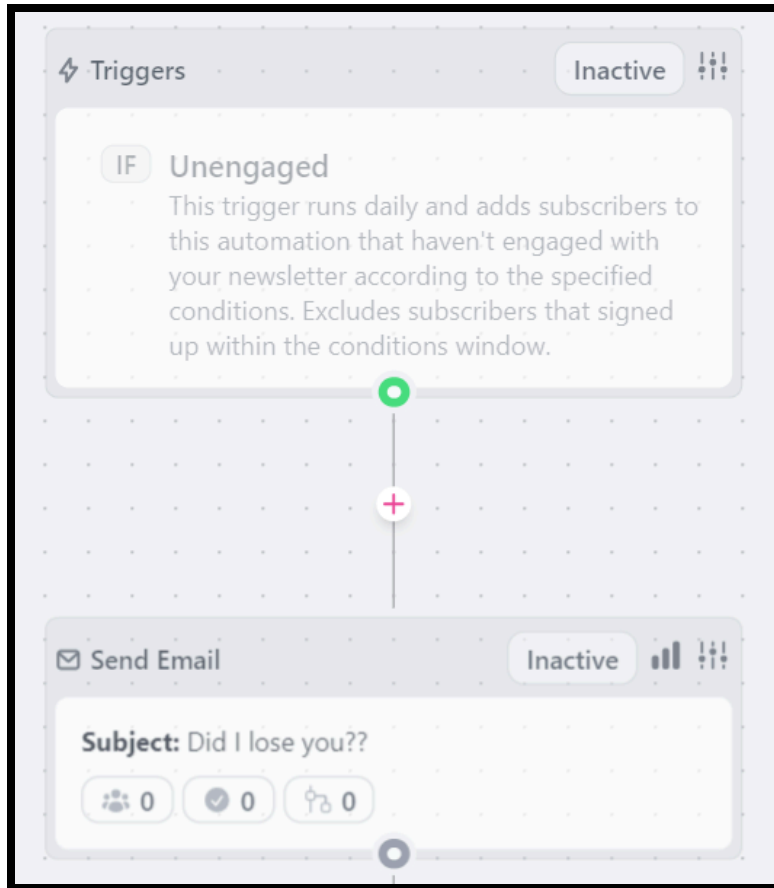 Triggers
Inactive
IF
Unengaged
This trigger runs daily and adds subscribers to
this automation that haven't engaged with
your newsletter according to the specified
conditions. Excludes subscribers that signed
up within the conditions window.
Send Email
Inactive
Subject: Did I lose you??
0 0 0